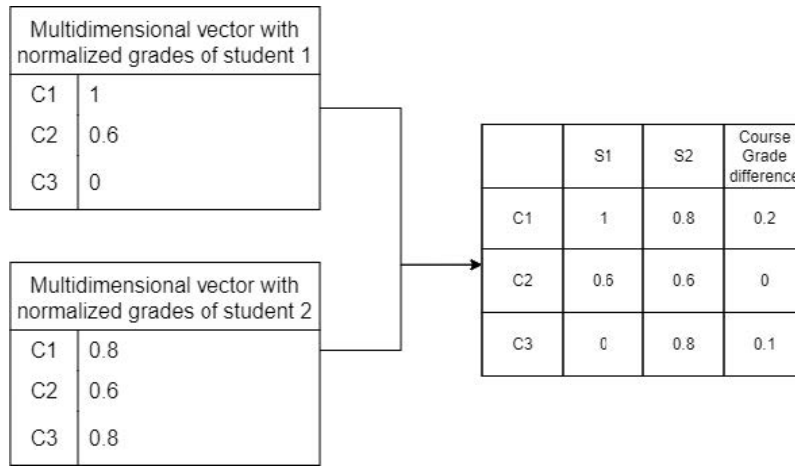 Multidimensional vector with
normalized grades of student 1
C1 1
C2 0.6
C3 0
Multidimensional vector with
normalized grades of student 2
C1 0.8
C2 0.6
C3 0.8
S1 S2 Course
Grade
difference
C1 1 0.8 0.2
C2 0.6 0.6 0
C3 0 0.8 0.1